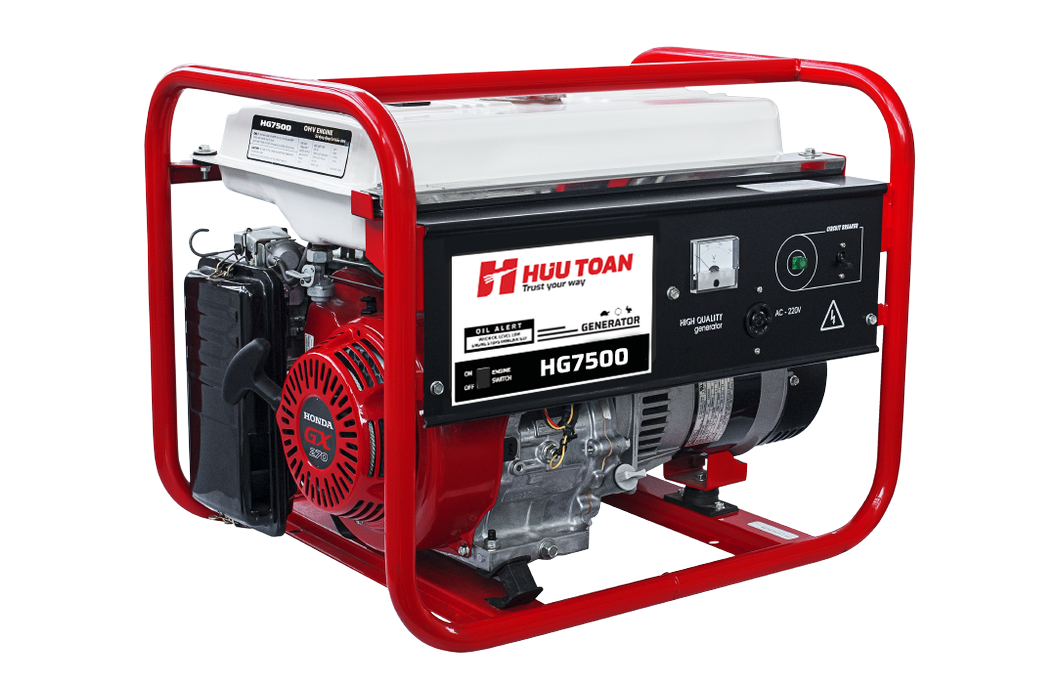 HG7500
OHV ENGINE
CIRCUIT BREAKER
HUU TOAN
Trust your way
V
AC - 220V
HIGH QUALITY
generator
OIL ALERT
GENERATOR
HG7500
ON
ENGINE
SWITCH
OFF
HONDA
GX
270